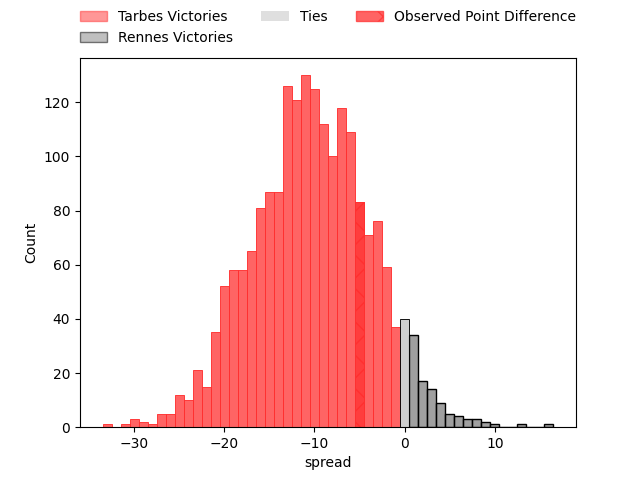 Tarbes Victories
Ties
Observed Point Difference
Rennes Victories
120
100
80
60
40
20
0
Count
−30
−20
−10
0
10
spread